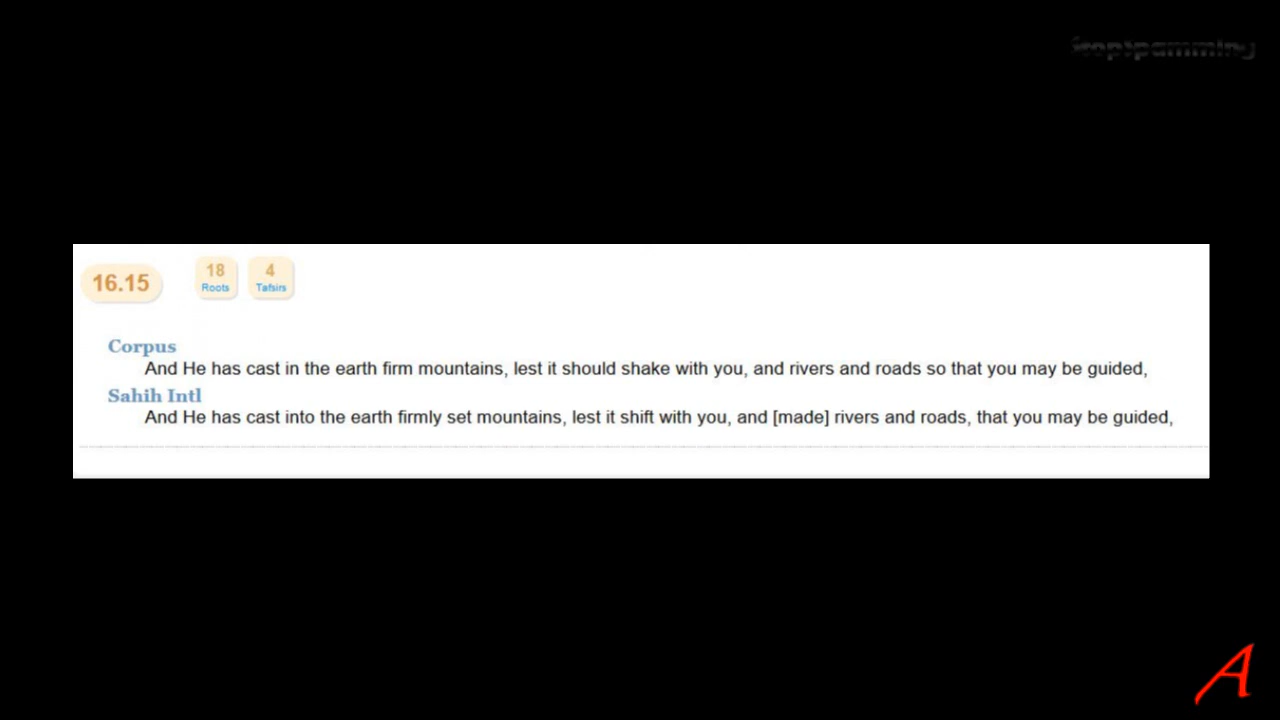 16.15
18
Roots
4
Tafsirs
Corpus
And He has cast in the earth firm mountains, lest it should shake with you, and rivers and roads so that you may be guided,
Sahih Intl
And He has cast into the earth firmly set mountains, lest it shift with you, and [made] rivers and roads, that you may be guided,
A